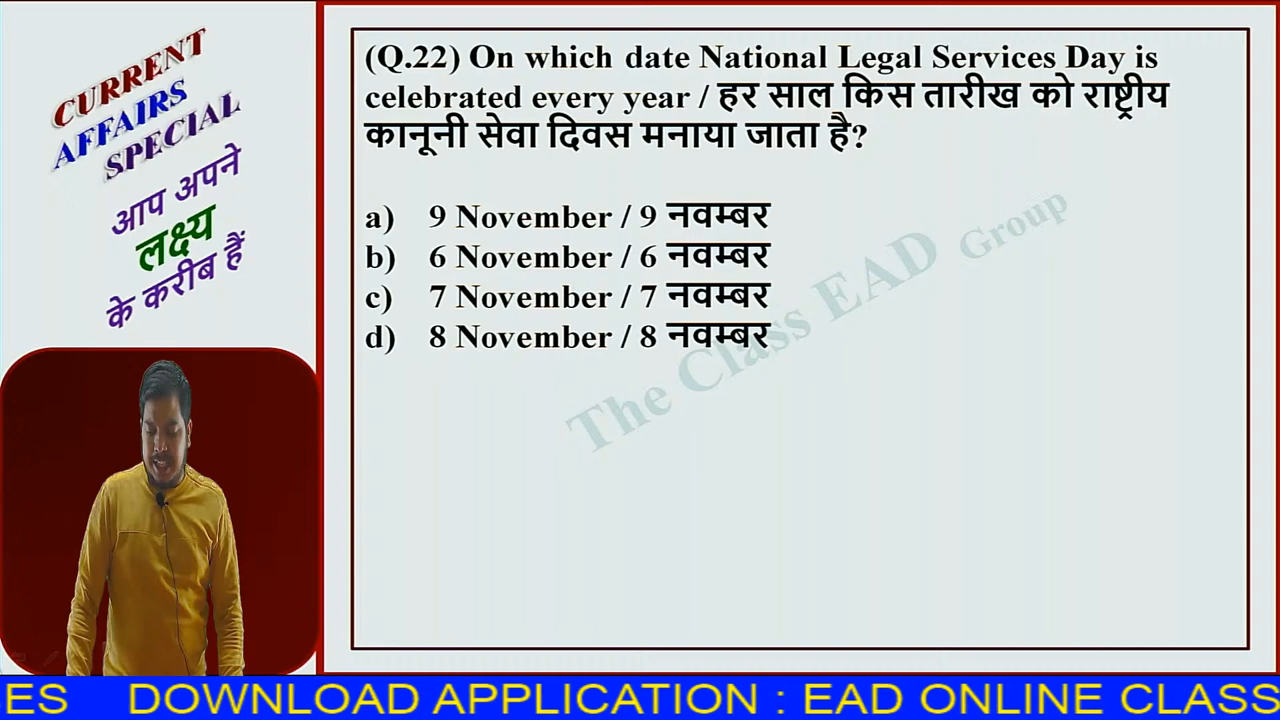 CURRENT
AFFAIRS
SPECIAL
आप अपने
लक्ष्य
के करीब हैं
(Q.22) On which date National Legal Services Day is
celebrated every year / हर साल किस तारीख को राष्ट्रीय
कानूनी सेवा दिवस मनाया जाता है?
a) 9 November / 9 नवम्बर
b) 6 November / 6 नवम्बर
c) 7 November / 7 नवम्बर
d) 8 November / 8 नवम्बर
The Class EAD Group
ES DOWNLOAD APPLICATION : EAD ONLINE CLASS